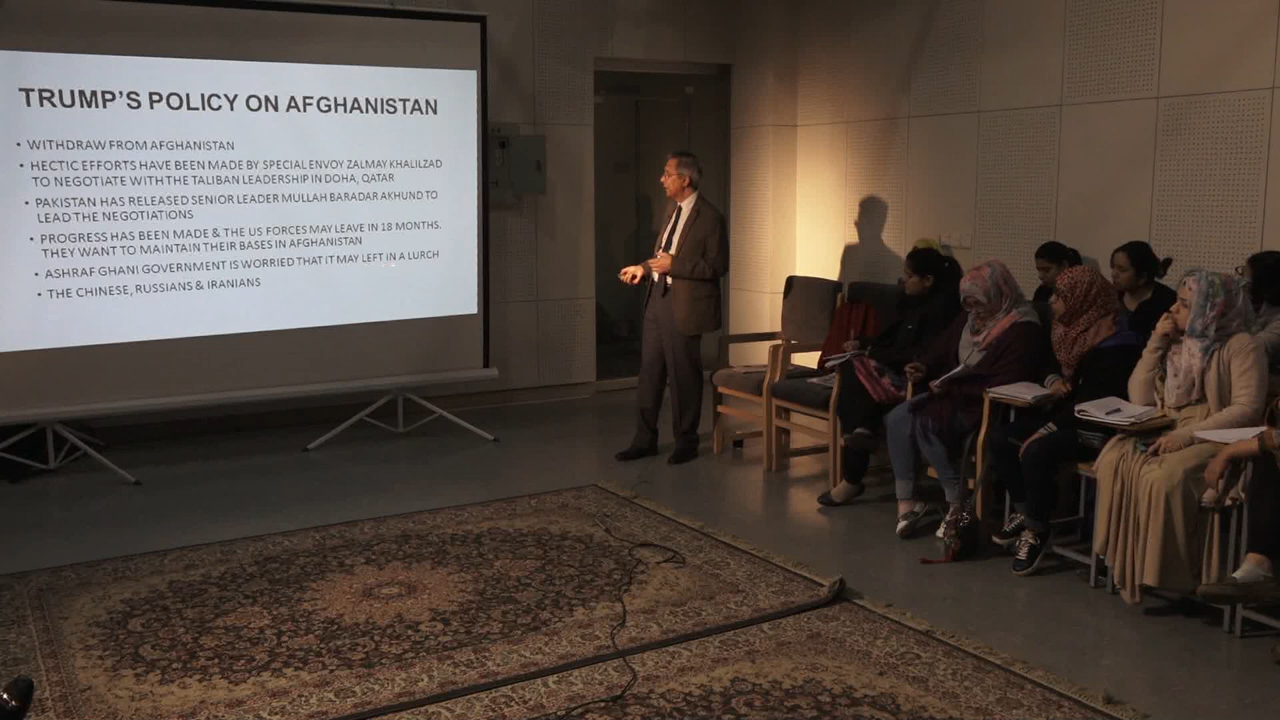 TRUMP'S POLICY ON AFGHANISTAN
• WITHDRAW FROM AFGHANISTAN
• HECTIC EFFORTS HAVE BEEN MADE BY SPECIAL ENVOY ZALMAY KHALILZAD
TO NEGOTIATE WITH THE TALIBAN LEADERSHIP IN DOHA, QATAR
• PAKISTAN HAS RELEASED SENIOR LEADER MULLAH BARADAR AKHUND TO
LEAD THE NEGOTIATIONS
• PROGRESS HAS BEEN MADE & THE US FORCES MAY LEAVE IN 18 MONTHS.
THEY WANT TO MAINTAIN THEIR BASES IN AFGHANISTAN
• ASHRAF GHANI GOVERNMENT IS WORRIED THAT IT MAY LEFT IN A LURCH
• THE CHINESE, RUSSIANS & IRANIANS